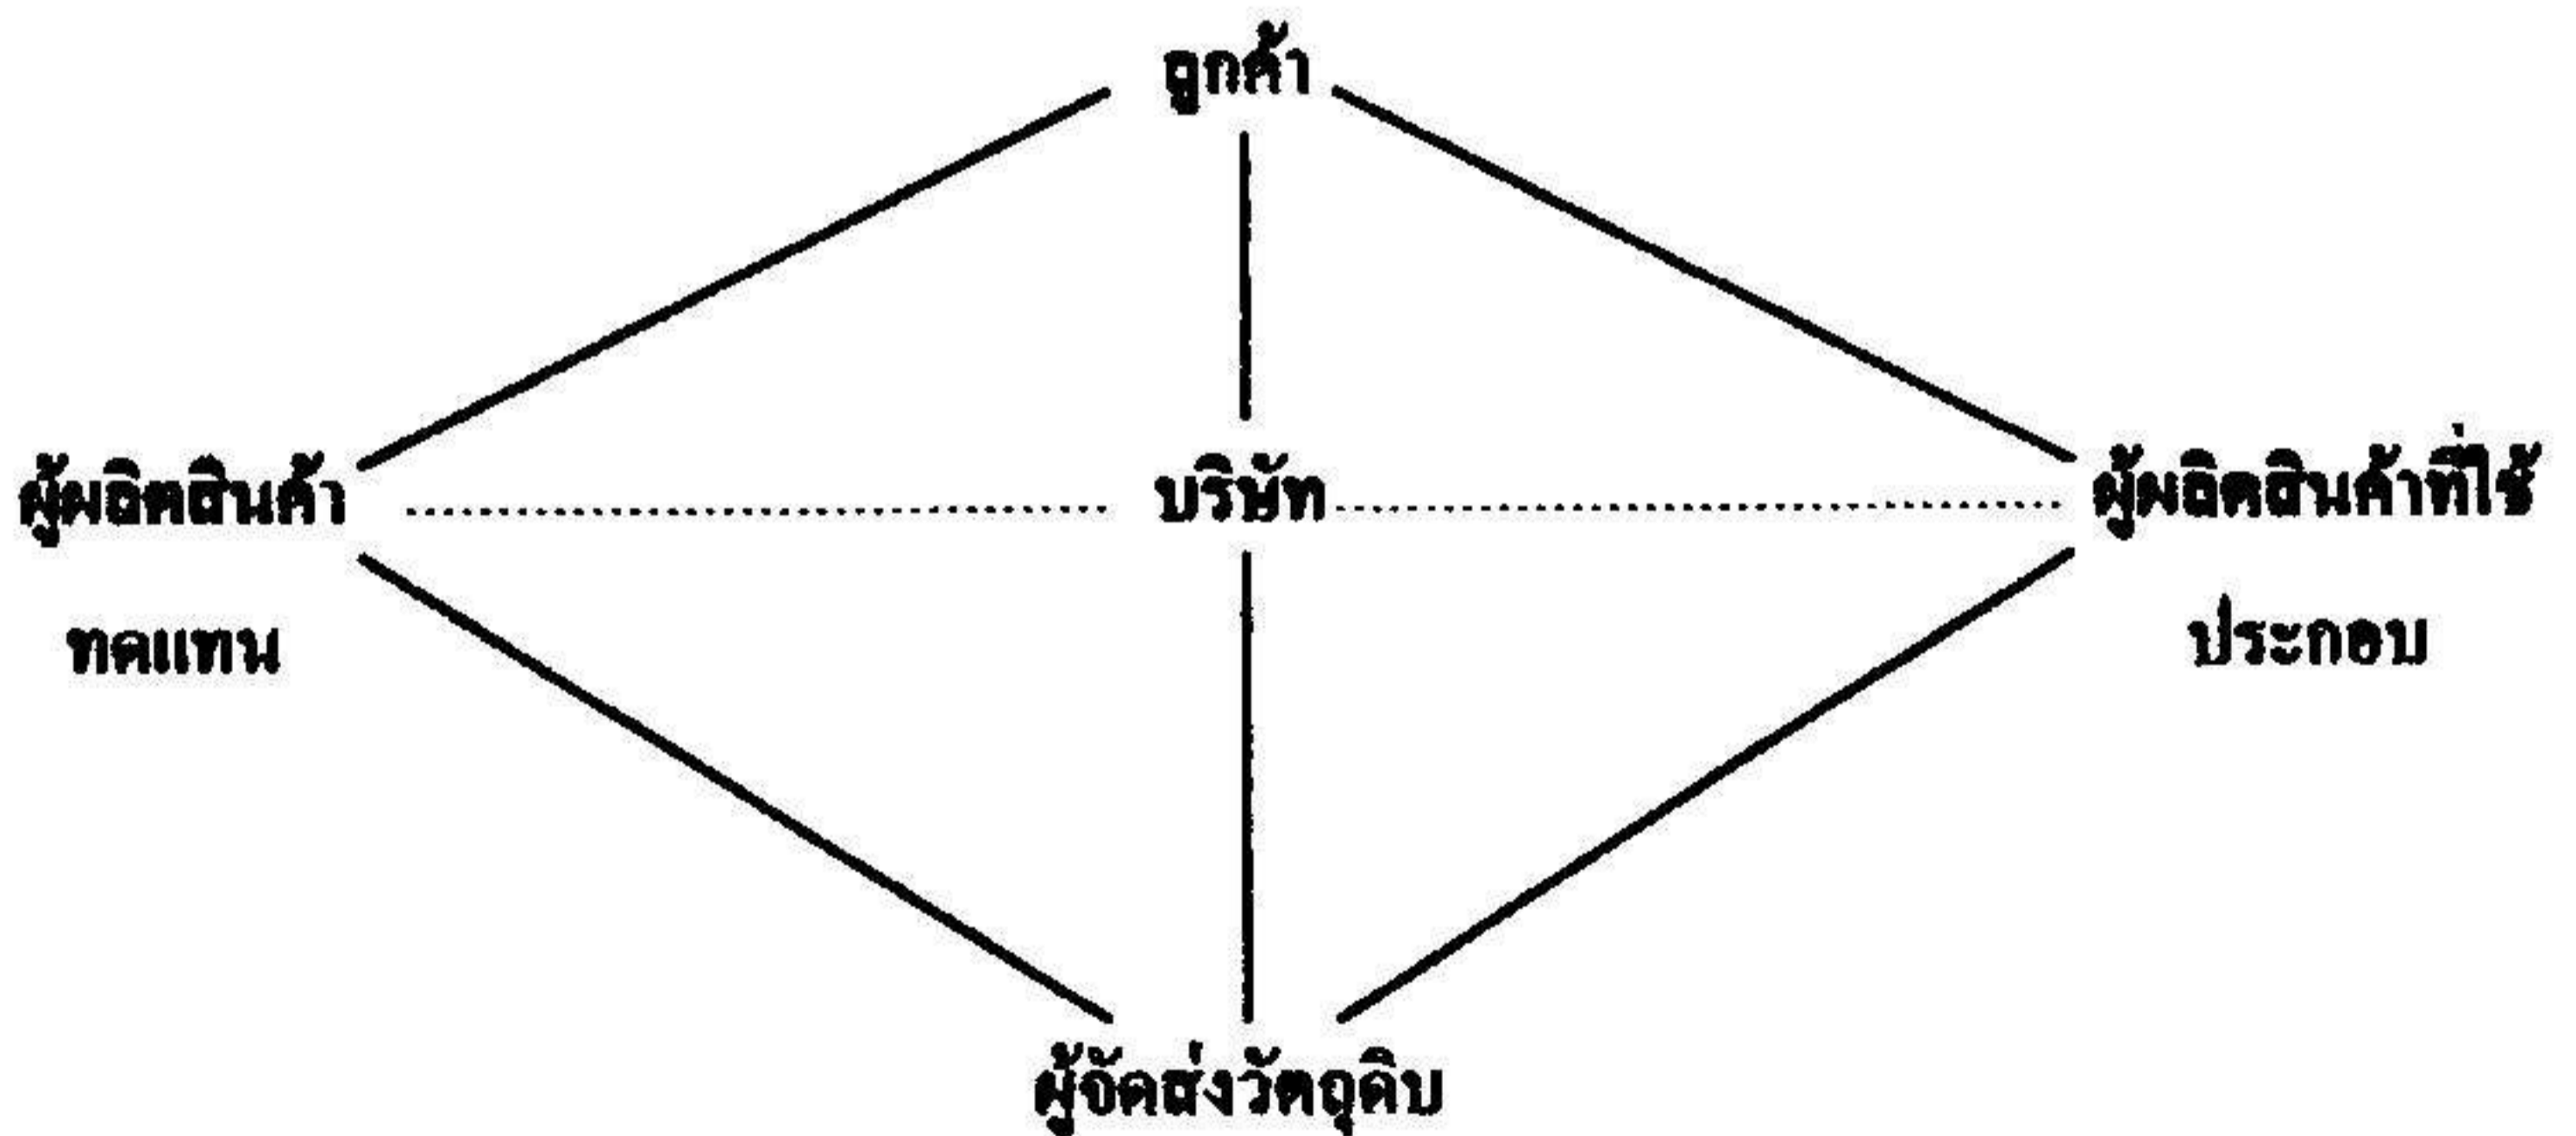 ลูกค้า
ผู้ผลิตสินค้า บริษัท ผู้ผลิตสินค้าที่ใช้
ทดแทน ประกอบ
ผู้จัดส่งวัตถุดิบ